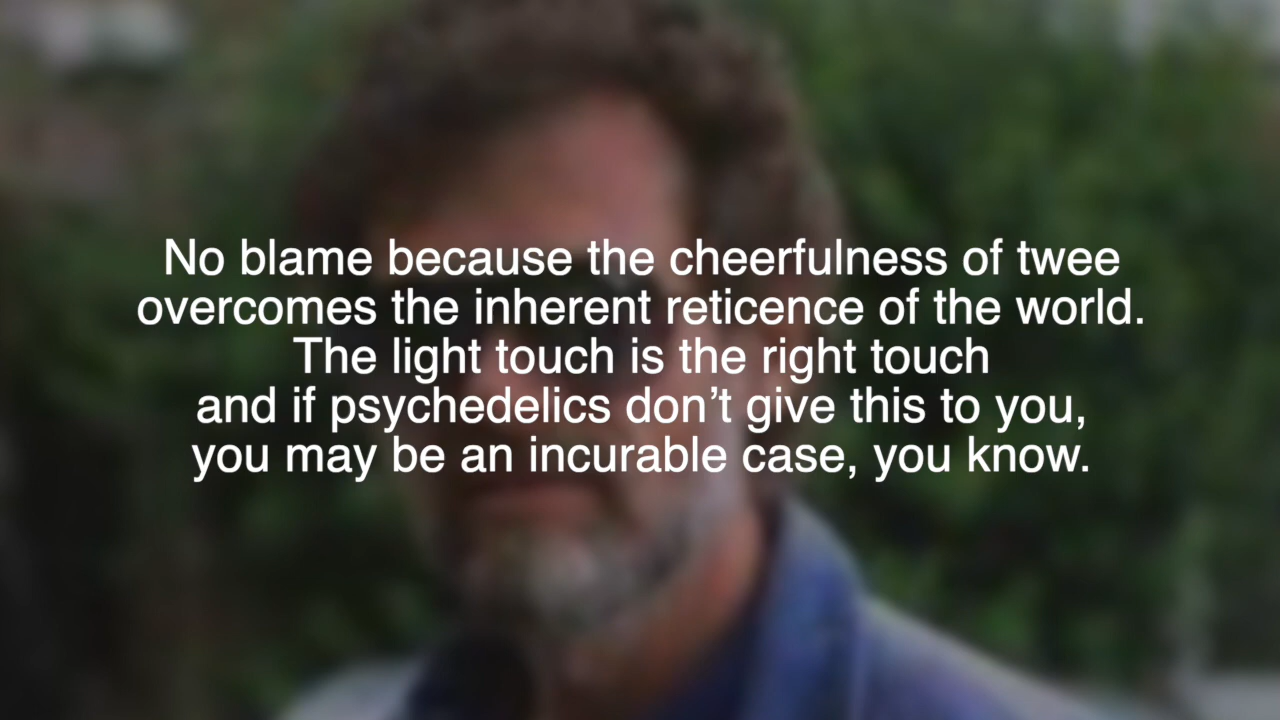 No blame because the cheerfulness of twee
overcomes the inherent reticence of the world.
The light touch is the right touch
and if psychedelics don’t give this to you,
you may be an incurable case, you know.